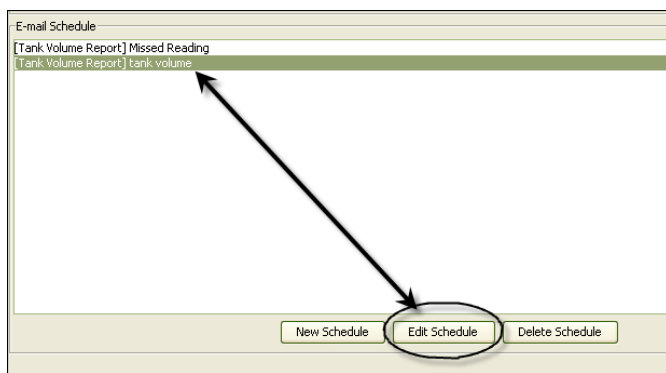 E-mail Schedule
[Tank Volume Report] Missed Reading
[Tank Volume Report] tank volume
New Schedule Edit Schedule Delete Schedule